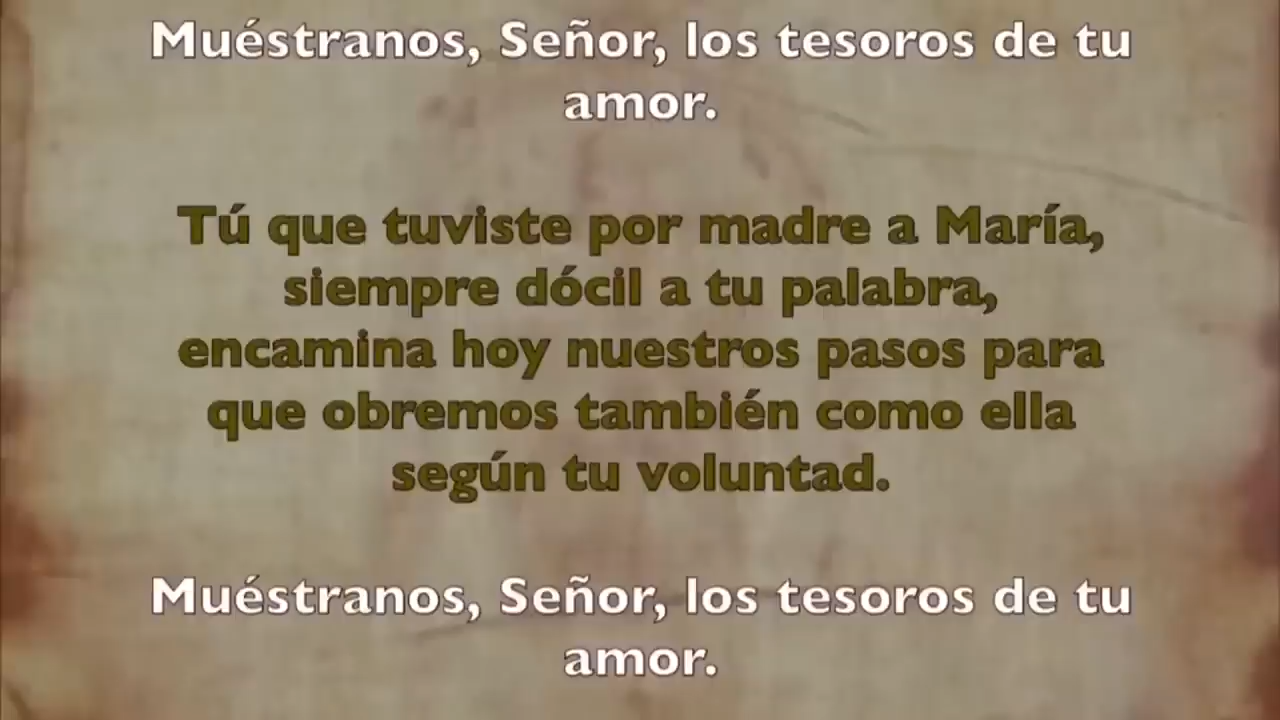 Muéstranos, Señor, los tesoros de tu
amor.
Tú que tuviste por madre a María,
siempre dócil a tu palabra,
encamina hoy nuestros pasos para
que obremos también como ella
según tu voluntad.
Muéstranos, Señor, los tesoros de tu
amor.